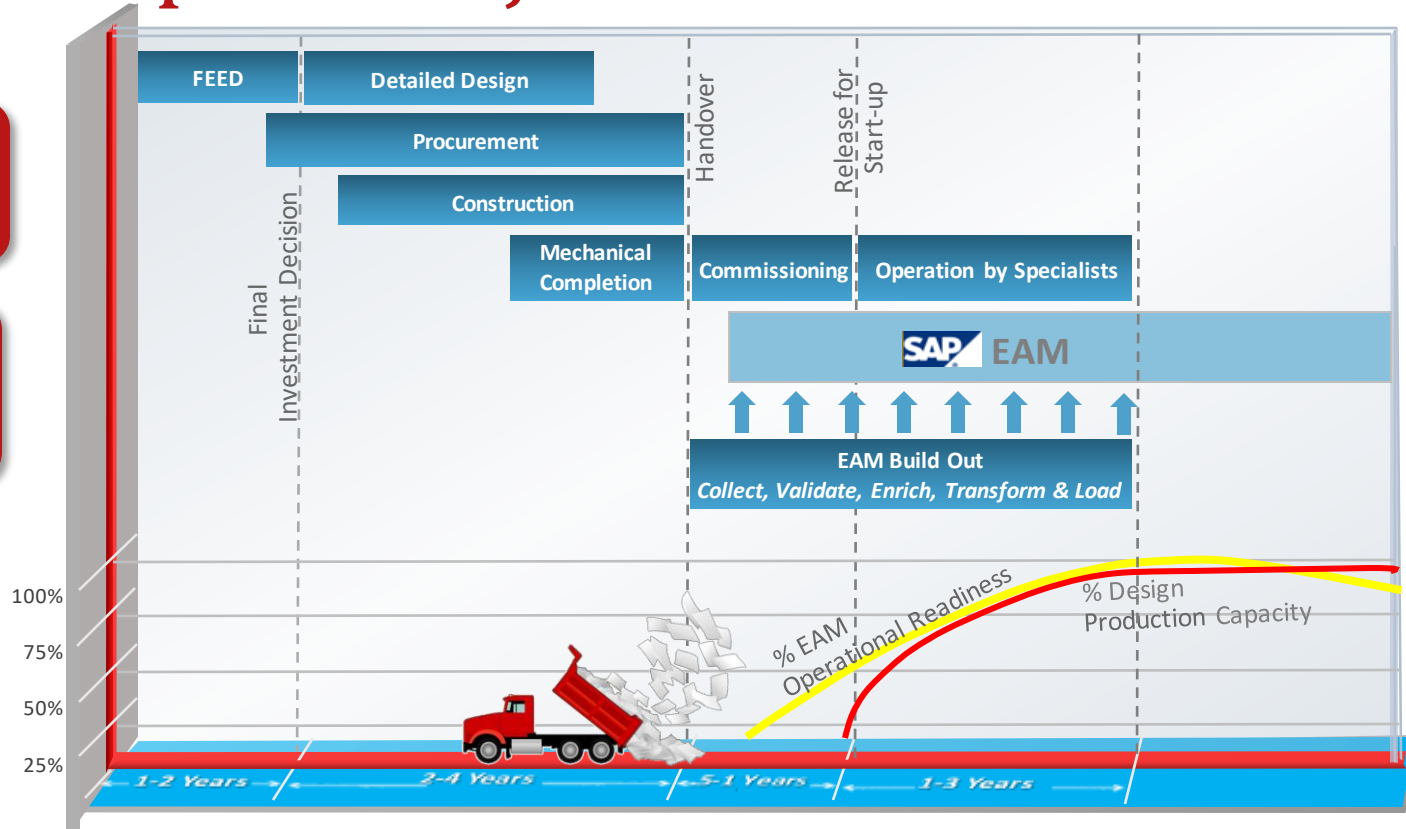 FEED
Detailed Design
Procurement
Construction
Mechanical
Completion
Commissioning
Operation by Specialists
Final
Investment Decision
Handover
Release for
Start-up
SAP EAM
EAM Build Out
Collect, Validate, Enrich, Transform & Load
100%
75%
50%
25%
% EAM
Operational Readiness
% Design
Production Capacity
1-2 Years
2-4 Years
5-1 Years
1-3 Years